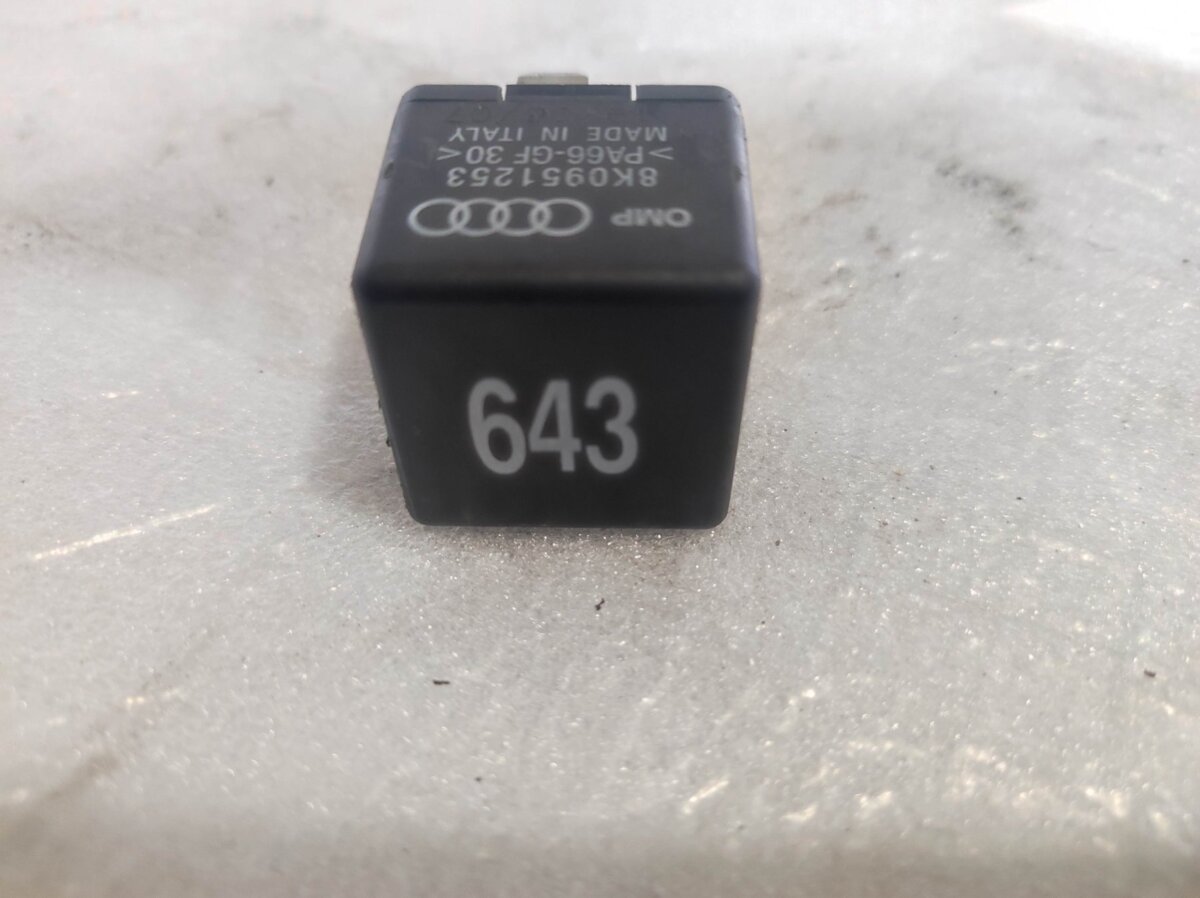 OMP
8K0951253
>PA66-GF 30<
MADE IN ITALY
643